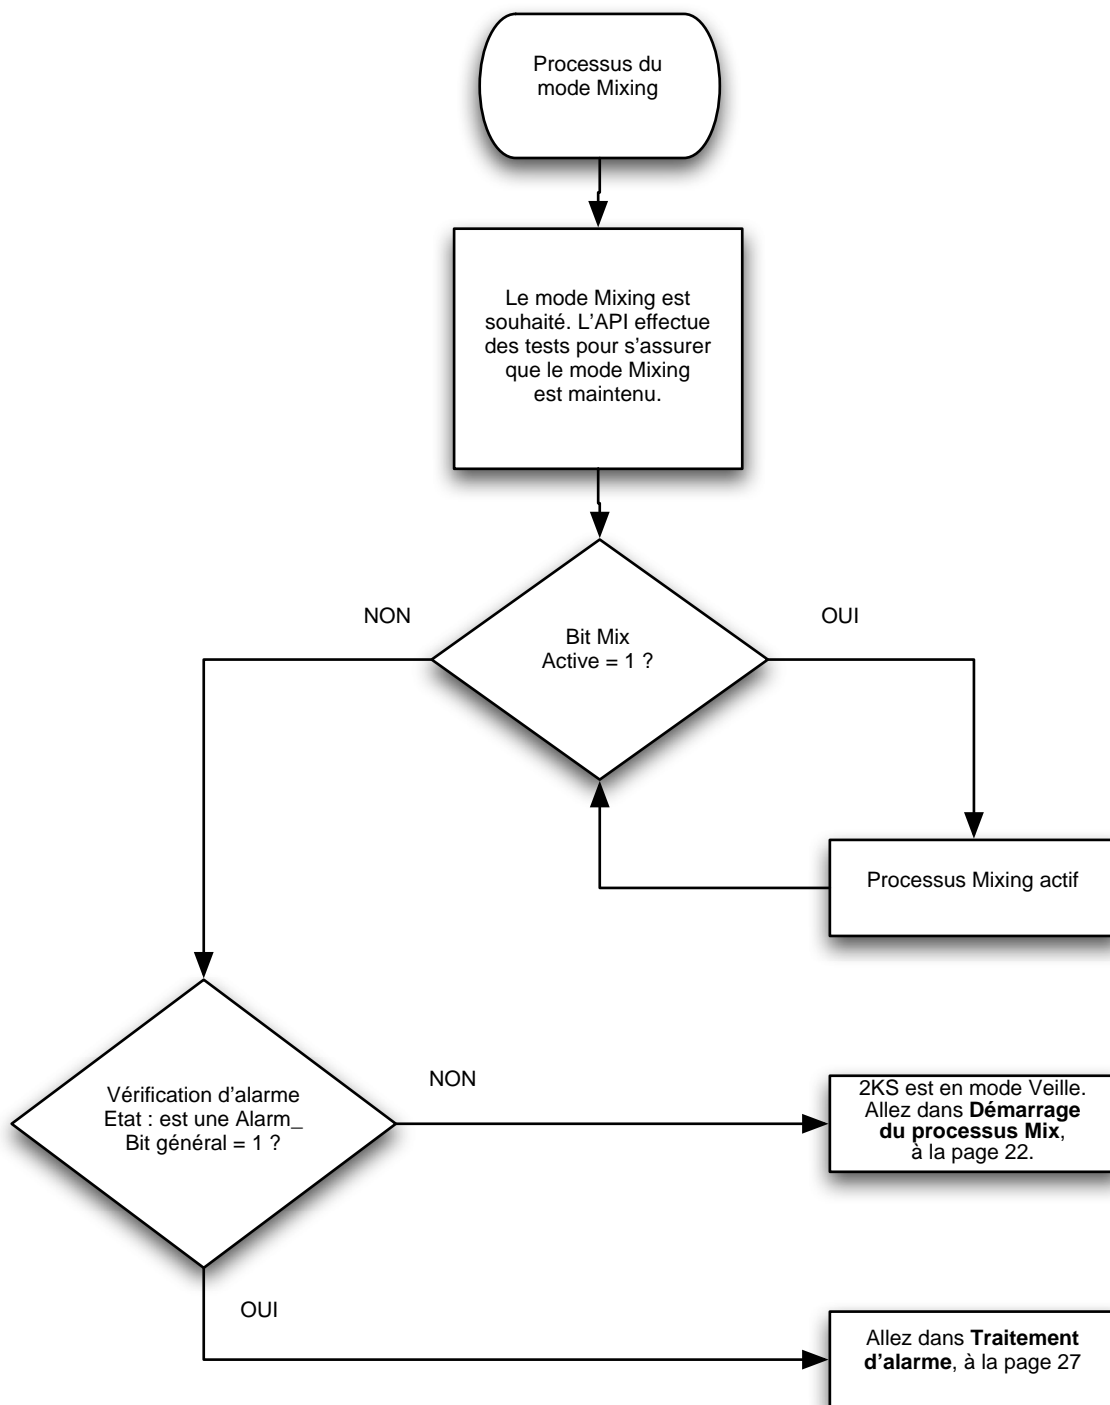 Processus du
mode Mixing
Le mode Mixing est
souhaité. L’API effectue
des tests pour s’assurer
que le mode Mixing
est maintenu.
NON
OUI
Bit Mix
Active = 1 ?
Processus Mixing actif
Vérification d’alarme
Etat : est une Alarm_
Bit général = 1 ?
NON
2KS est en mode Veille.
Allez dans Démarrage
du processus Mix,
à la page 22.
OUI
Allez dans Traitement
d’alarme, à la page 27